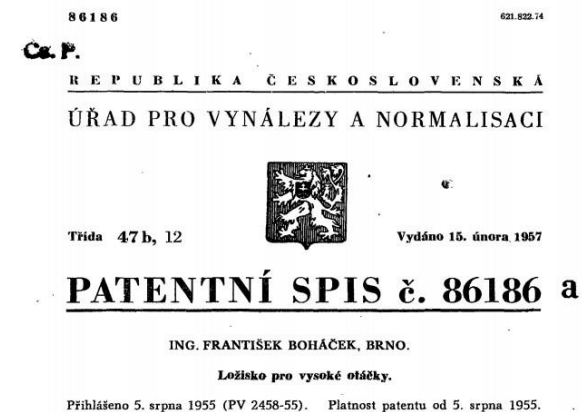 86186 621.822.74
Cs. P.
REPUBLIKA ČESKOSLOVENSKÁ
ÚŘAD PRO VYNÁLEZY A NORMALISACI
Třída 47 b, 12 Vydáno 15. února 1957
PATENTNÍ SPIS č. 86186 a
ING. FRANTIŠEK BOHÁČEK, BRNO.
Ložisko pro vysoké otáčky.
Přihlášeno 5. srpna 1955 (PV 2458-55). Platnost patentu od 5. srpna 1955.